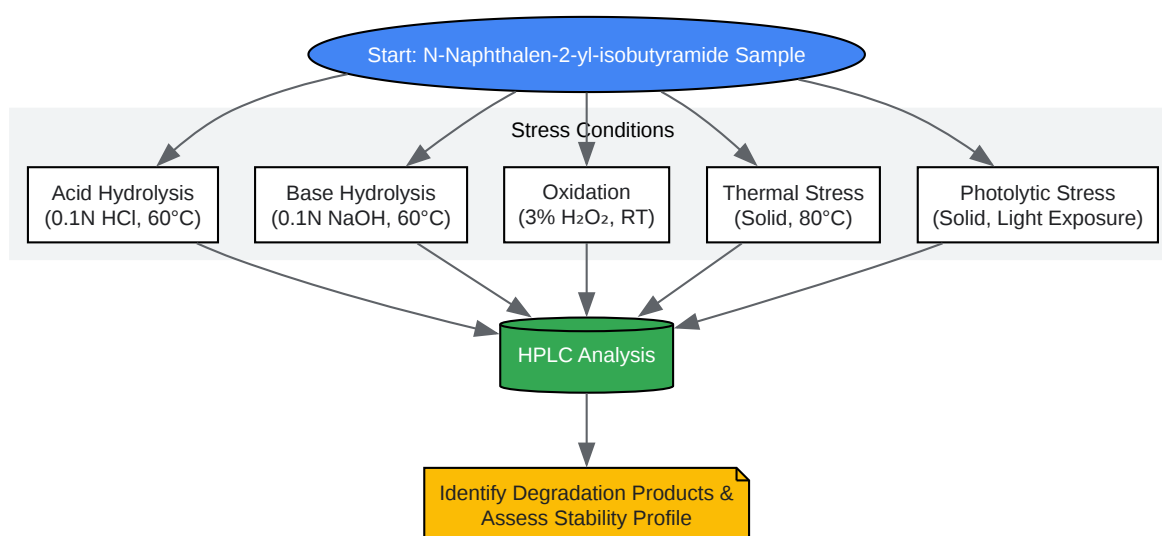 Start: N-Naphthalen-2-yl-isobutyramide Sample
Stress Conditions
Acid Hydrolysis
(0.1N HCl, 60°C)
Base Hydrolysis
(0.1N NaOH, 60°C)
Oxidation
(3% H₂O₂, RT)
Thermal Stress
(Solid, 80°C)
Photolytic Stress
(Solid, Light Exposure)
HPLC Analysis
Identify Degradation Products &
Assess Stability Profile